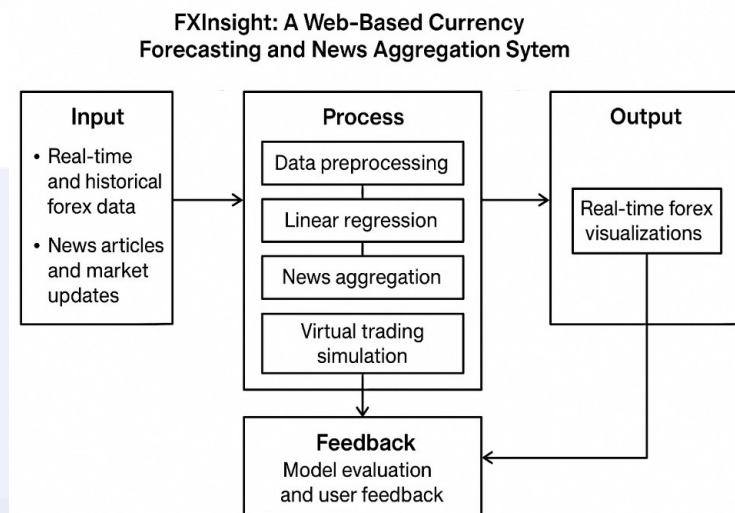 FXInsight: A Web-Based Currency
Forecasting and News Aggregation Sytem
Input
• Real-time
and historical
forex data
• News articles
and market
updates
Process
Data preprocessing
Linear regression
News aggregation
Virtual trading
simulation
Output
Real-time forex
visualizations
Feedback
Model evaluation
and user feedback